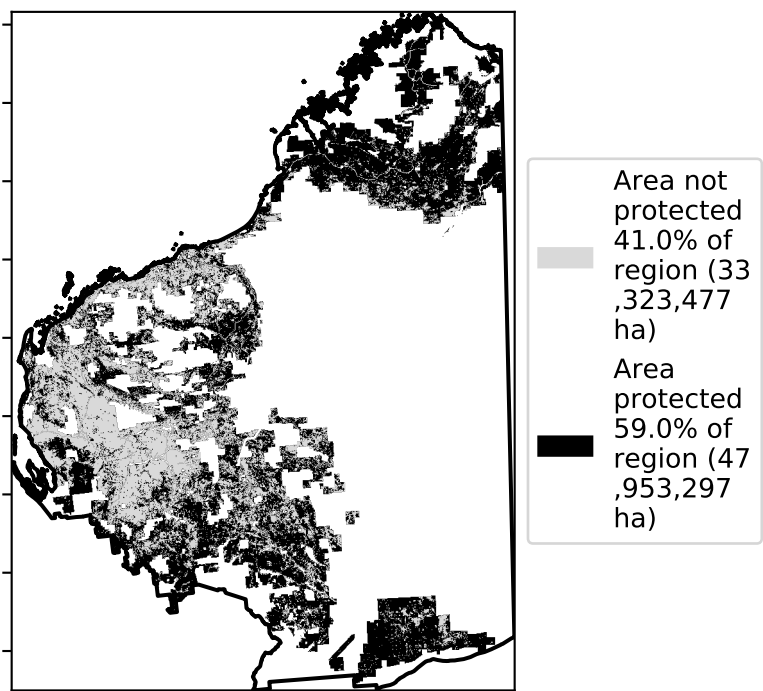 Area not
protected
41.0% of
region (33
,323,477
ha)
Area
protected
59.0% of
region (47
,953,297
ha)